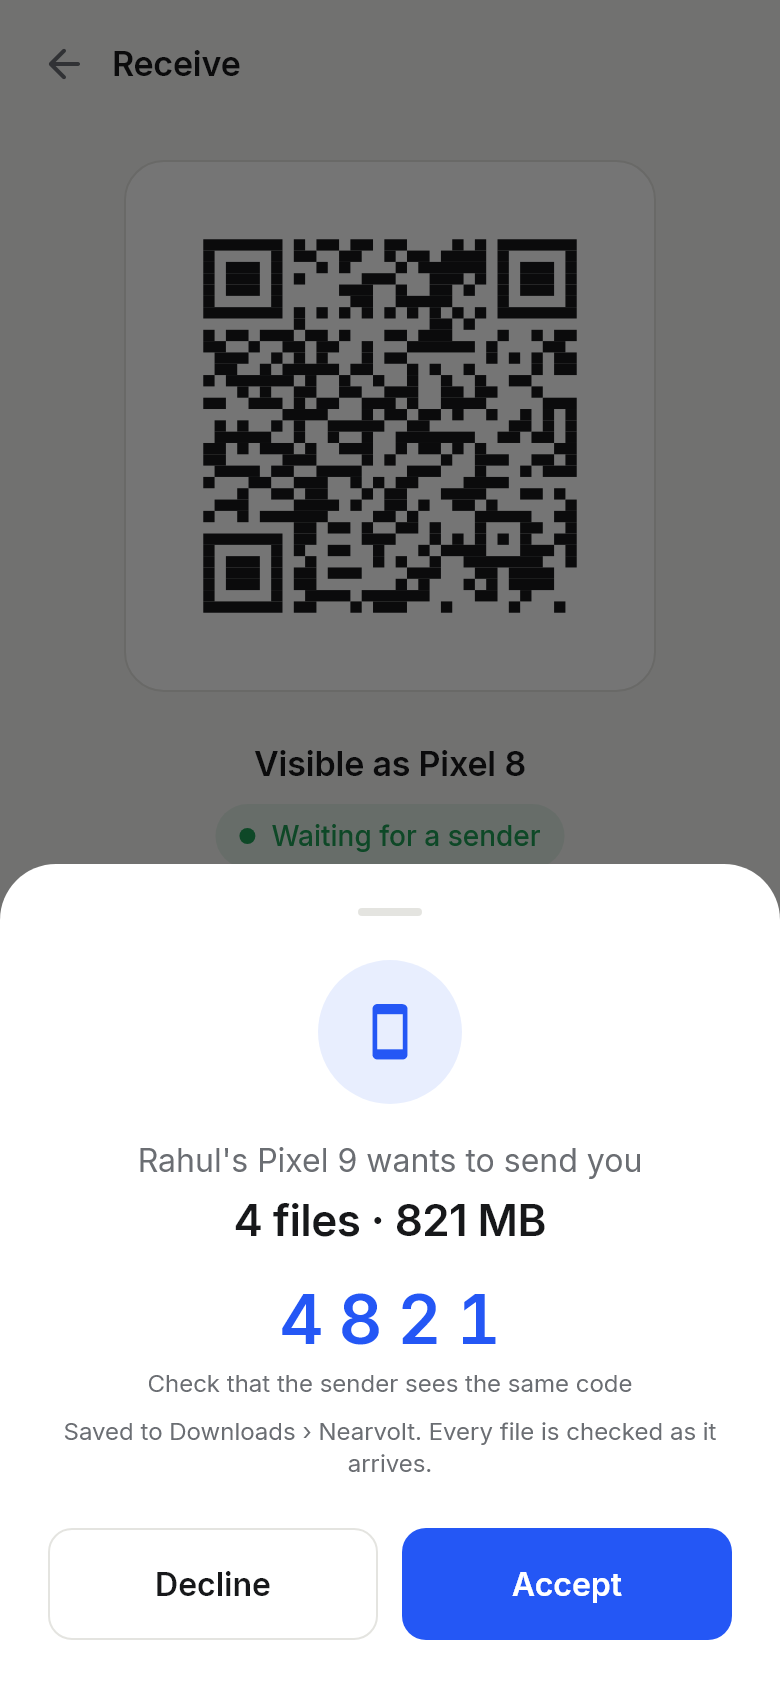 Receive
Visible as Pixel 8
Waiting for a sender
Rahul's Pixel 9 wants to send you
4 files · 821 MB
4 8 2 1
Check that the sender sees the same code
Saved to Downloads › Nearvolt. Every file is checked as it
arrives.
Decline
Accept